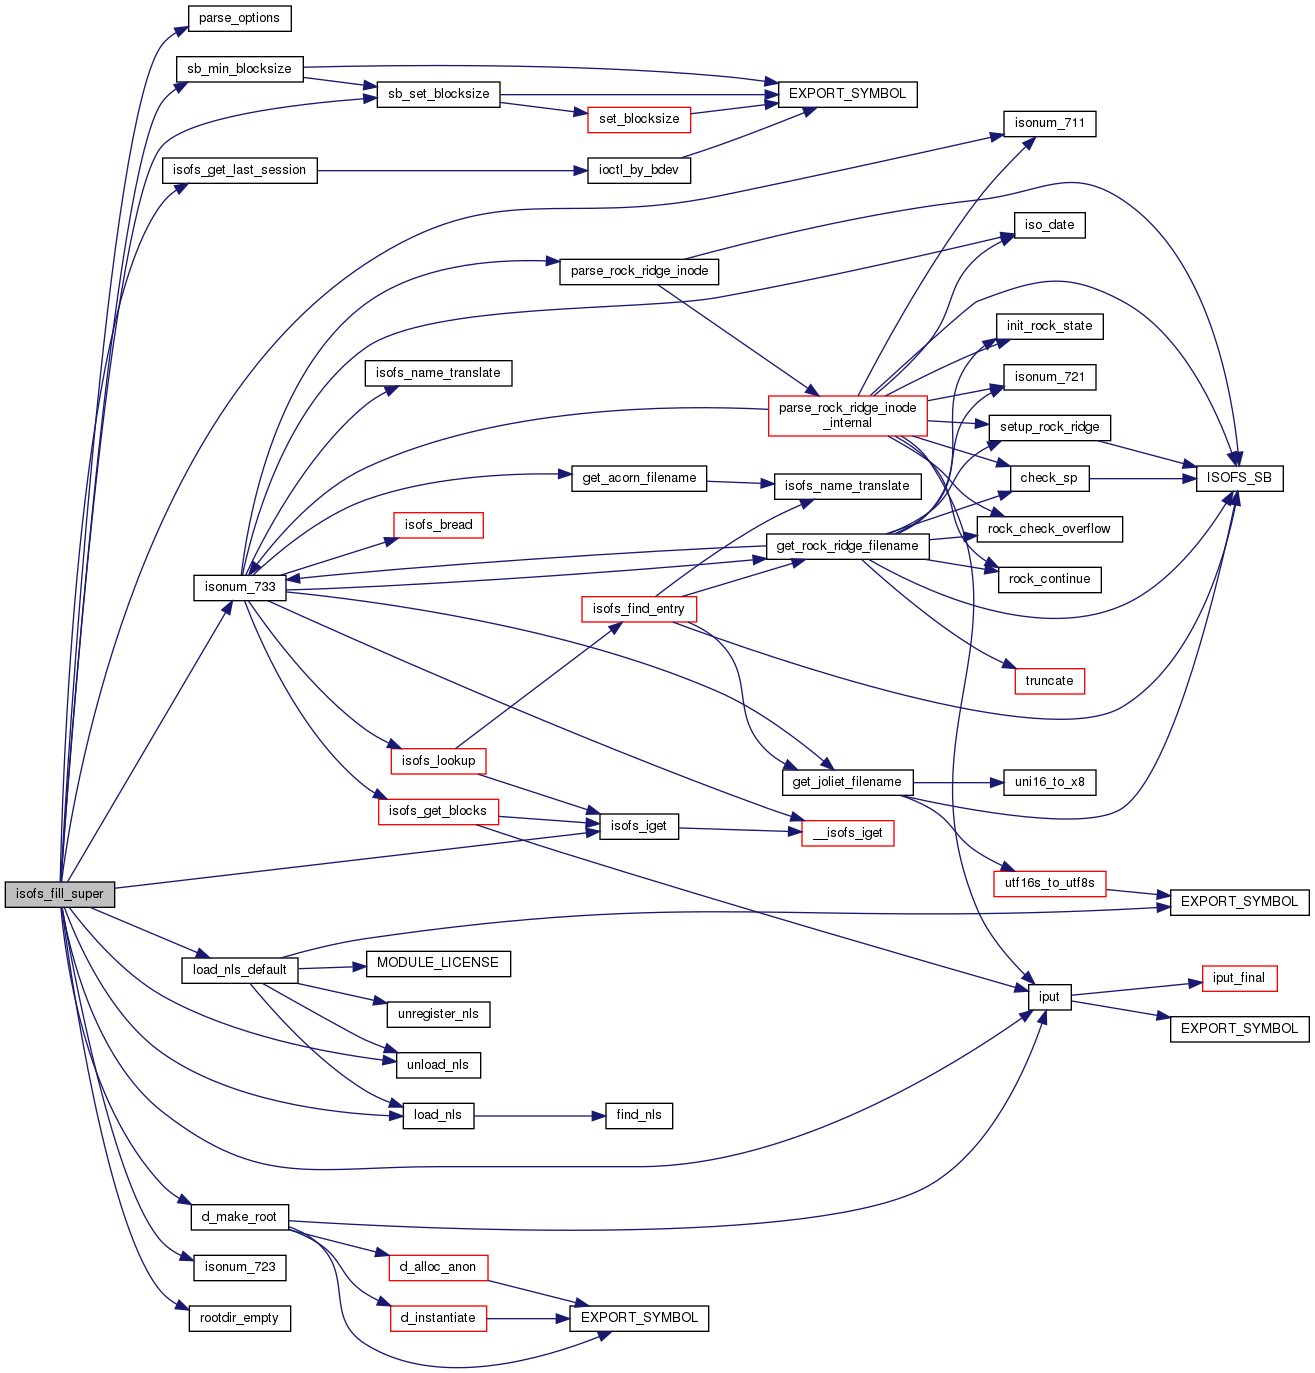 parse_options
sb_min_blocksize
sb_set_blocksize
EXPORT_SYMBOL
set_blocksize
isonum_711
isofs_get_last_session
ioctl_by_bdev
iso_date
parse_rock_ridge_inode
init_rock_state
isofs_name_translate
isonum_721
parse_rock_ridge_inode
_internal
setup_rock_ridge
get_acorn_filename
isofs_name_translate
check_sp
ISOFS_SB
isofs_bread
rock_check_overflow
get_rock_ridge_filename
isonum_733
rock_continue
isofs_find_entry
truncate
isofs_lookup
get_joliet_filename
uni16_to_x8
isofs_get_blocks
isofs_iget
__isofs_iget
isofs_fill_super
utf16s_to_utf8s
EXPORT_SYMBOL
load_nls_default
MODULE_LICENSE
iput_final
iput
unregister_nls
EXPORT_SYMBOL
unload_nls
load_nls
find_nls
d_make_root
isonum_723
d_alloc_anon
rootdir_empty
d_instantiate
EXPORT_SYMBOL